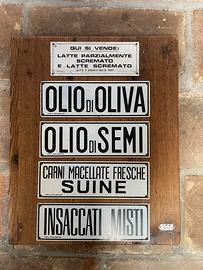 QUI SI VENDE:
LATTE PARZIALMENTE
SCREMATO
E LATTE SCREMATO
OLIO DI OLIVA
OLIO DI SEMI
CARNI MACELLATE FRESCHE
SUINE
INSACCATI MISTI